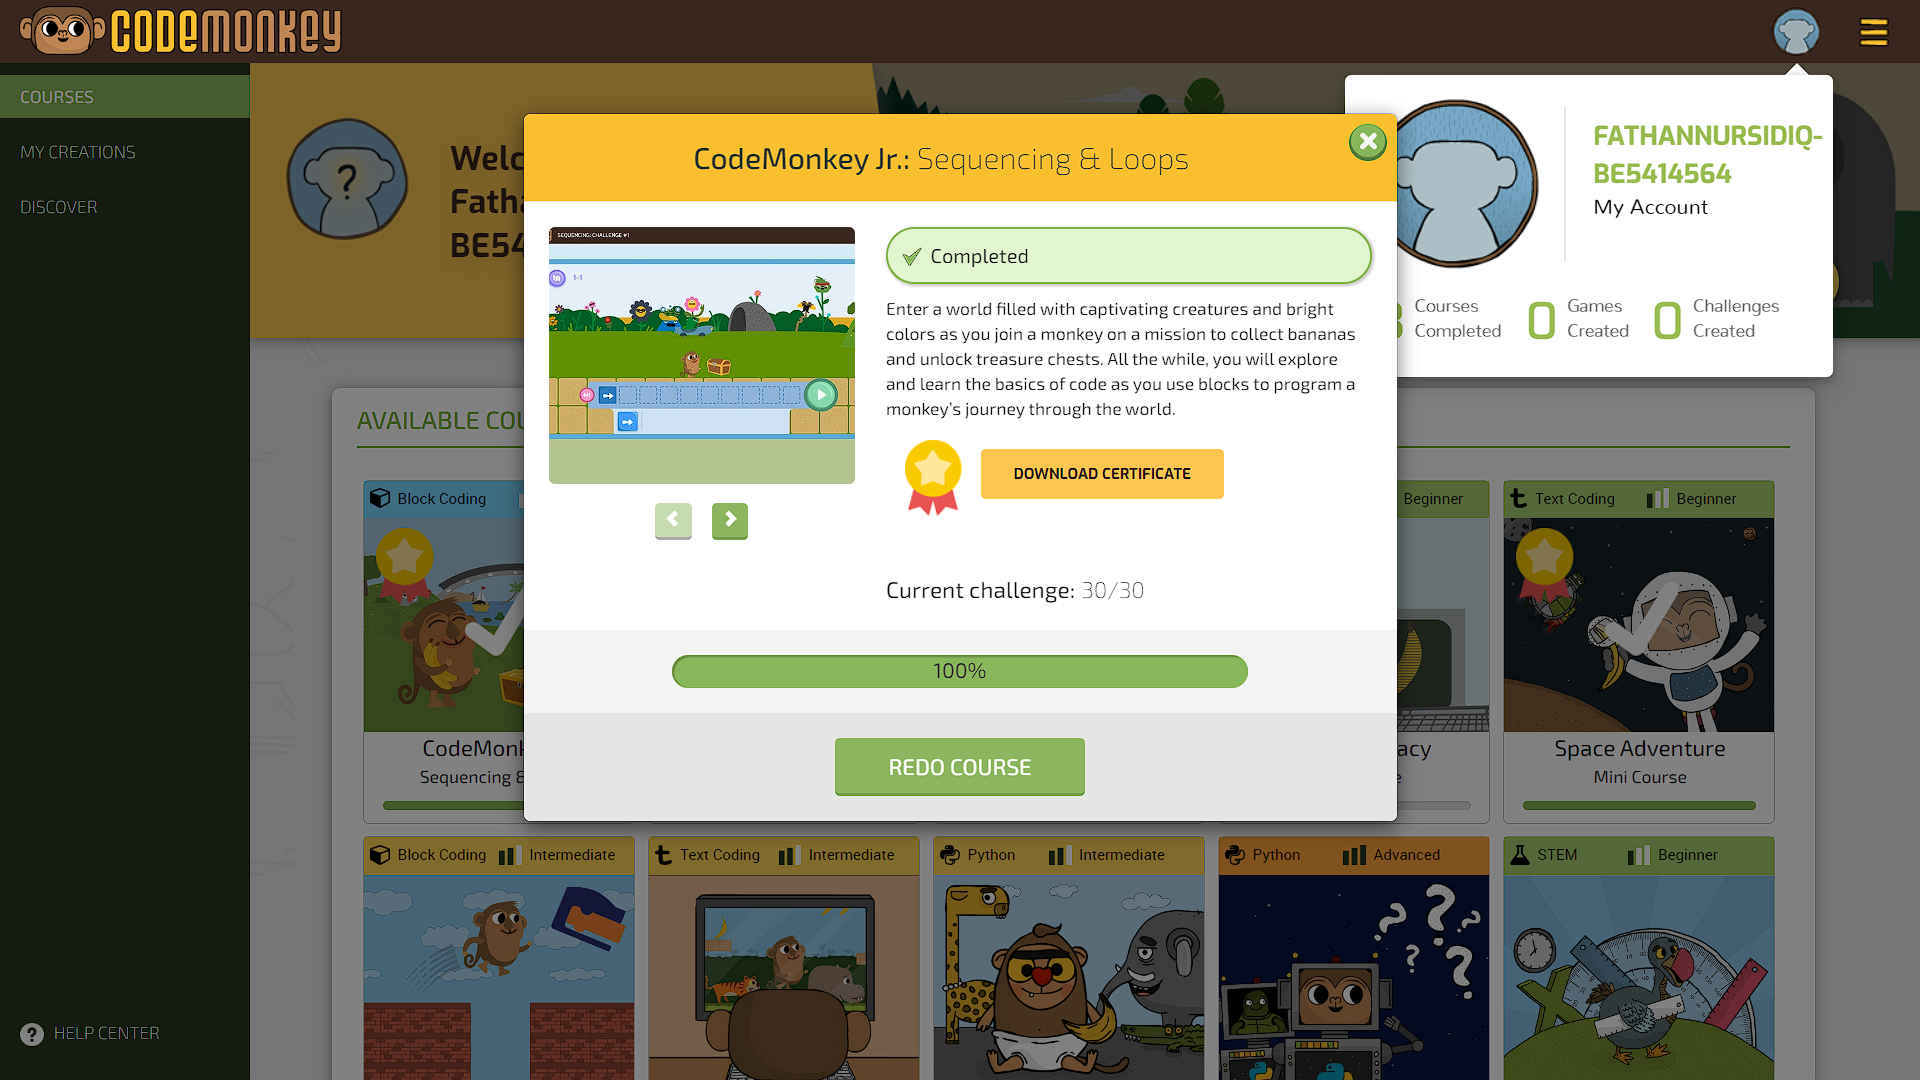 CODEMONKEY
COURSES
MY CREATIONS
DISCOVER
HELP CENTER
?
Welc
Fath
BE54
FATHANNURSIDIQ-
BE5414564
My Account
Courses
Completed
0 Games
Created
0 Challenges
Created
CodeMonkey Jr.: Sequencing & Loops
SEQUENCING: CHALLENGE #1
1-1
Completed
Enter a world filled with captivating creatures and bright
colors as you join a monkey on a mission to collect bananas
and unlock treasure chests. All the while, you will explore
and learn the basics of code as you use blocks to program a
monkey's journey through the world.
DOWNLOAD CERTIFICATE
Current challenge: 30/30
100%
REDO COURSE
AVAILABLE COU
Block Coding
Beginner
Text Coding Beginner
CodeMonk
Sequencing &
acy
Space Adventure
Mini Course
Block Coding Intermediate
Text Coding Intermediate
Python Intermediate
Python Advanced
STEM Beginner